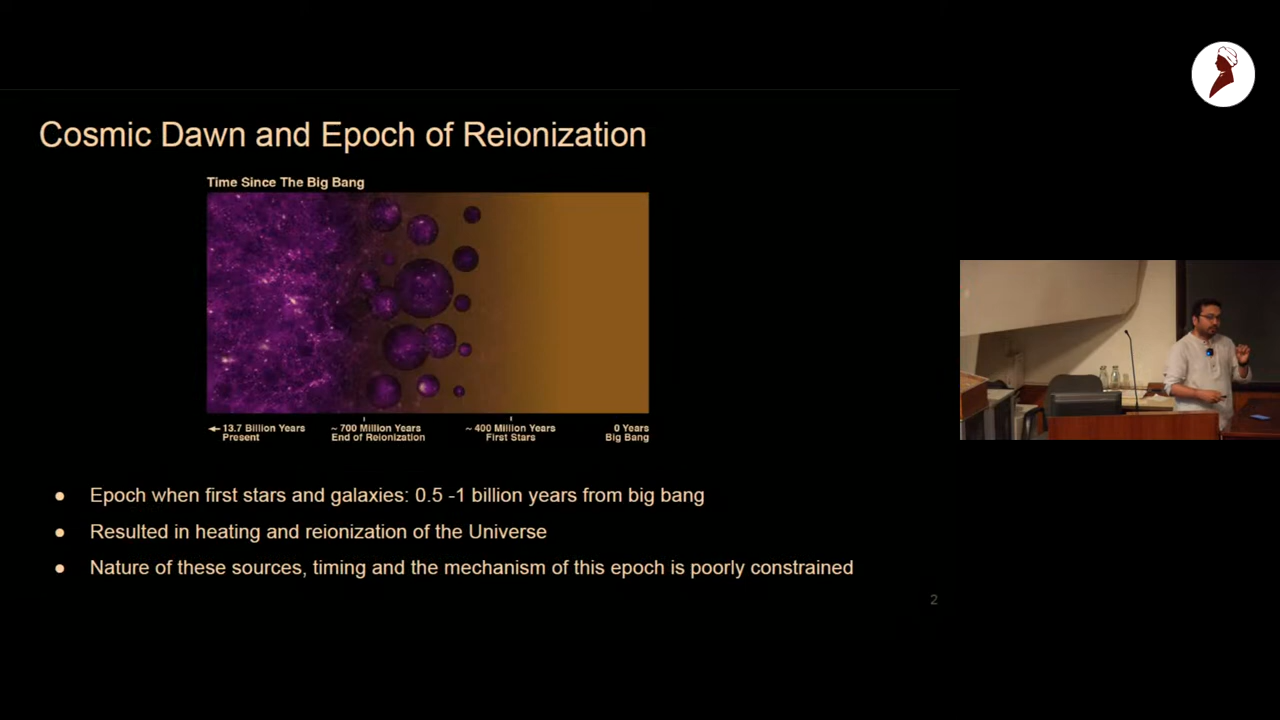 Cosmic Dawn and Epoch of Reionization
Time Since The Big Bang
13.7 Billion Years
Present
~ 700 Million Years
End of Reionization
~ 400 Million Years
First Stars
0 Years
Big Bang
● Epoch when first stars and galaxies: 0.5 -1 billion years from big bang
● Resulted in heating and reionization of the Universe
● Nature of these sources, timing and the mechanism of this epoch is poorly constrained
2